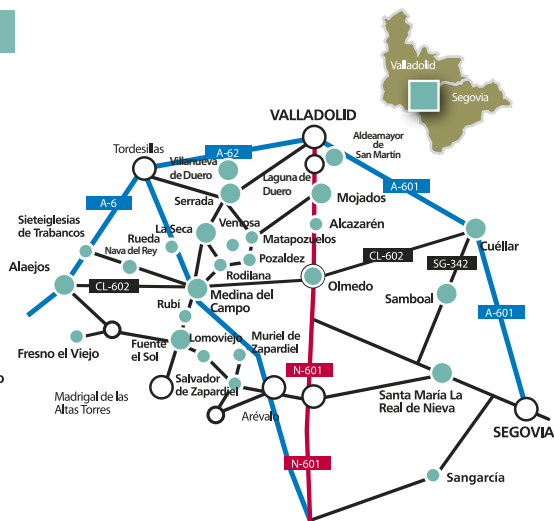 Valladolid
Segovia
VALLADOLID
Aldeamayor
de San Martín
Tordesillas
A-62
Villanueva
de Duero
Laguna de
Duero
A-601
Serrada
Mojados
A-6
Sieteiglesias
de Trabancos
Rueda
La Seca
Ventosa
Alcazarén
Matapozuelos
Nava del Rey
Cuéllar
CL-602
SG-342
Pozaldez
Alaejos
Rodilana
CL-602
Medina del
Campo
Olmedo
Samboal
A-601
Rubí
Fresno el Viejo
Fuente
el Sol
Lomoviejo
Muriel de
Zapardiel
N-601
Madrigal de las
Altas Torres
Salvador
de Zapardiel
Arévalo
Santa María La
Real de Nieva
SEGOVIA
N-601
Sangarcía